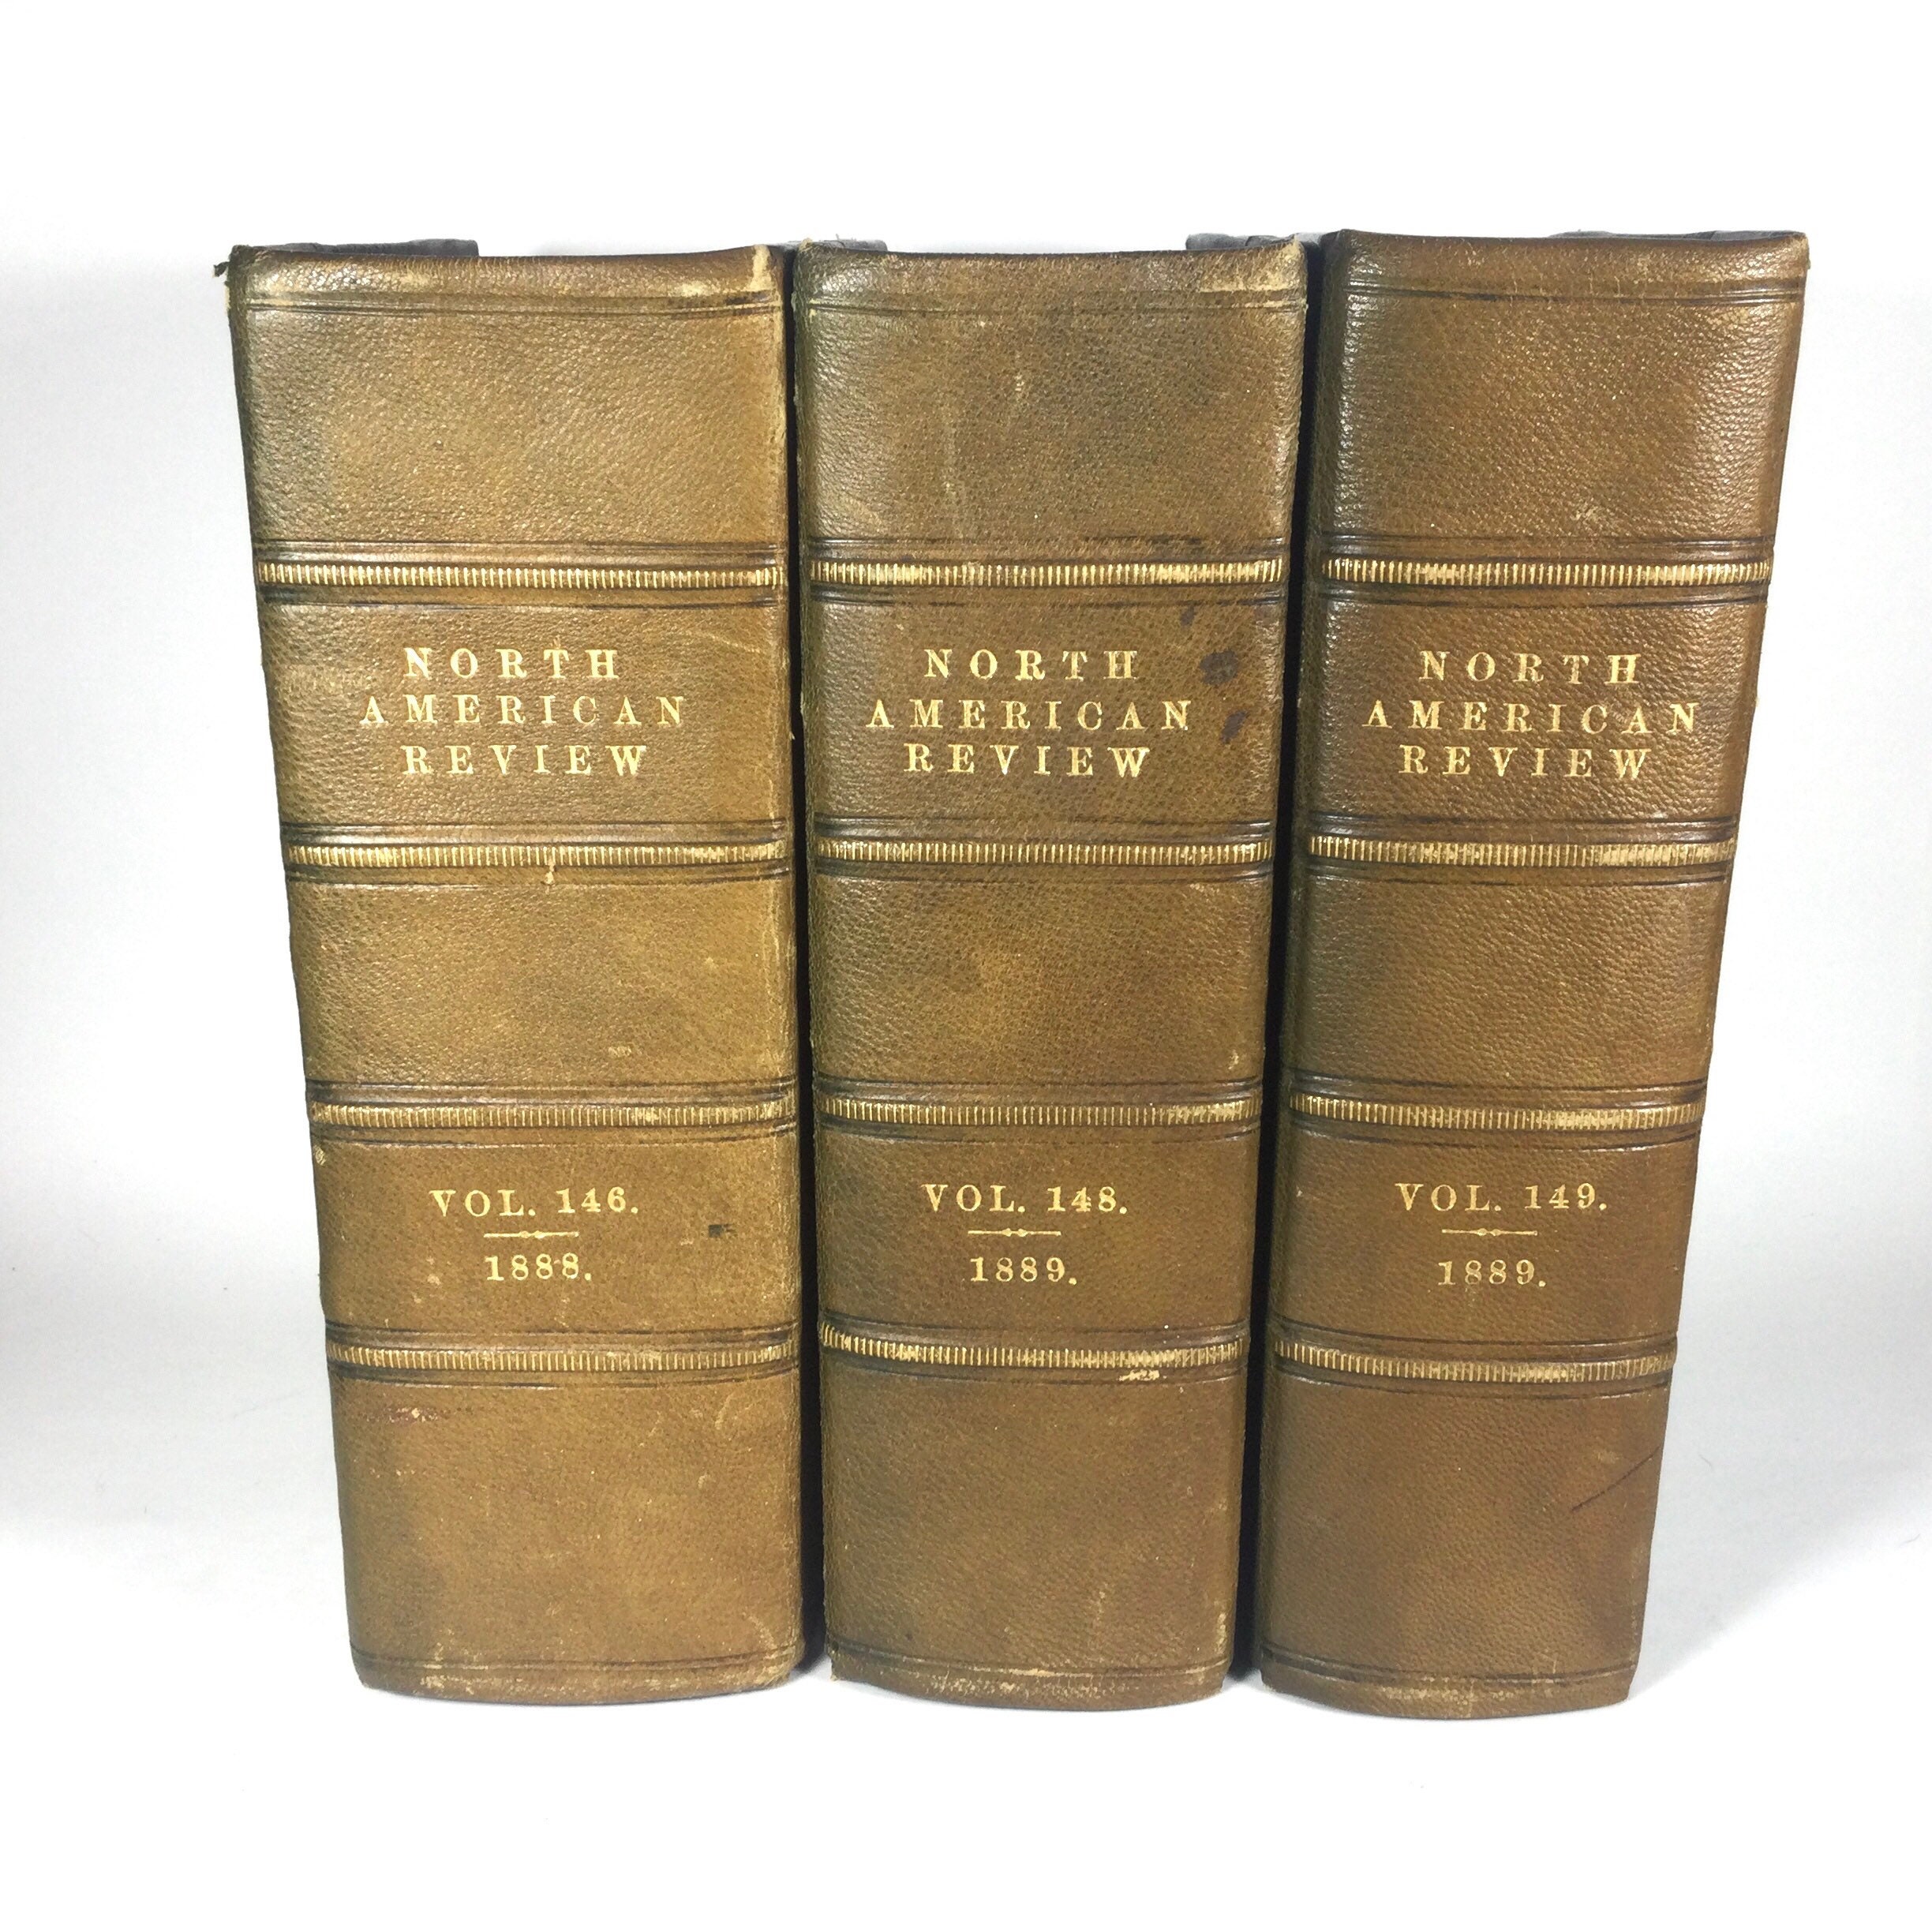 NORTH
AMERICAN
REVIEW
VOL. 146.
1888.
NORTH
AMERICAN
REVIEW
VOL. 148.
1889.
NORTH
AMERICAN
REVIEW
VOL. 149.
1889.